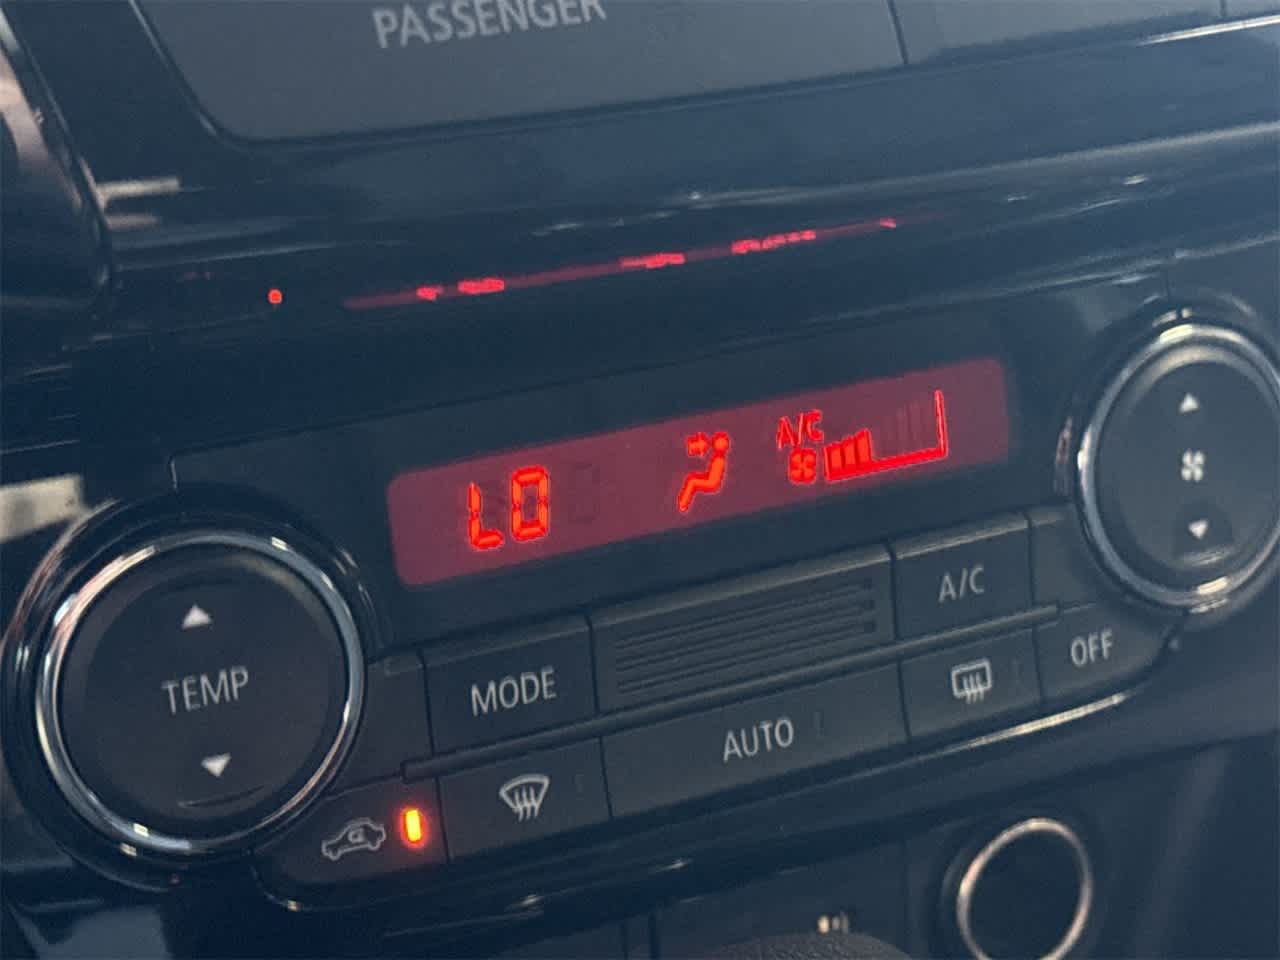 PASSENGER
LO
A/C
TEMP
MODE
A/C
AUTO
OFF